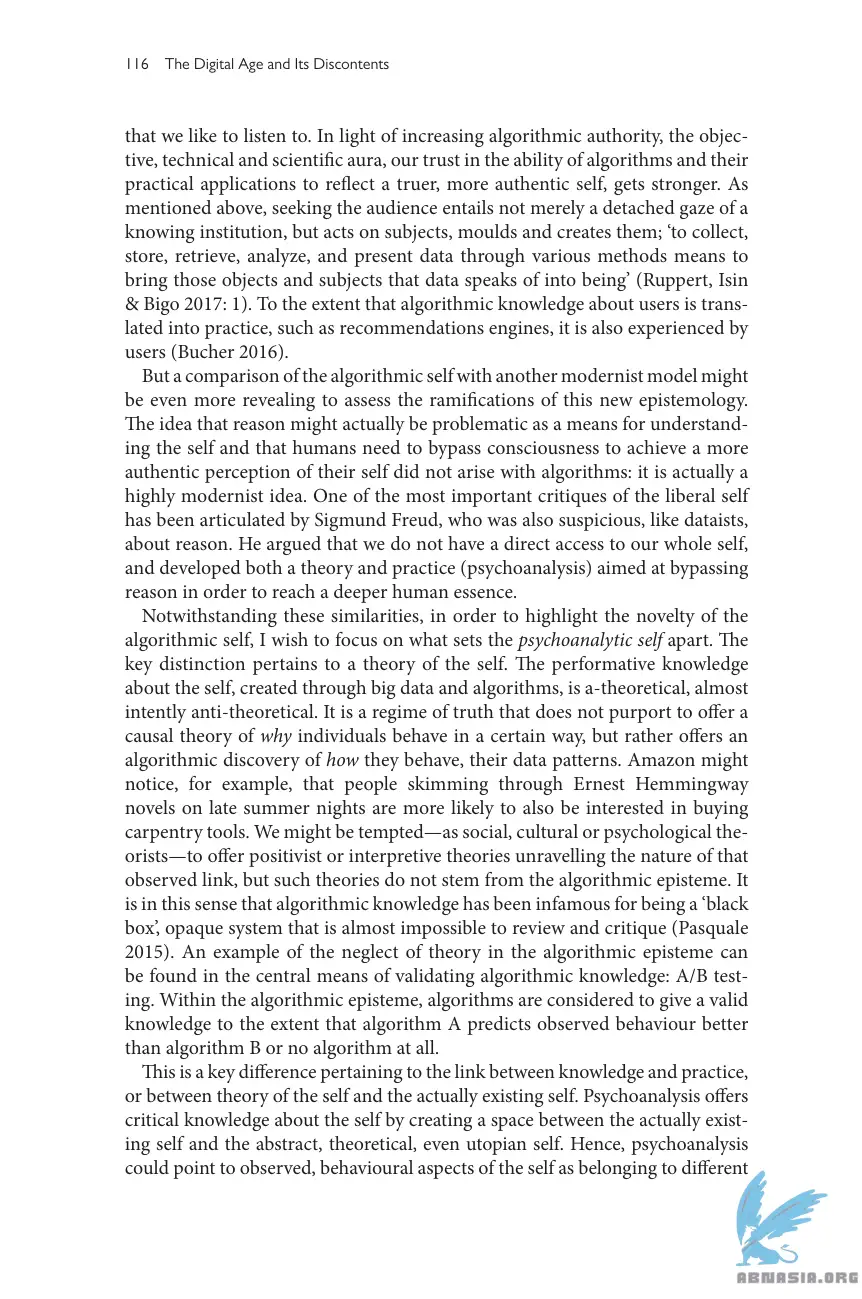 116 The Digital Age and Its Discontents
that we like to listen to. In light of increasing algorithmic authority, the objec-
tive, technical and scientific aura, our trust in the ability of algorithms and their
practical applications to reflect a truer, more authentic self, gets stronger. As
mentioned above, seeking the audience entails not merely a detached gaze of a
knowing institution, but acts on subjects, moulds and creates them; ‘to collect,
store, retrieve, analyze, and present data through various methods means to
bring those objects and subjects that data speaks of into being’ (Ruppert, Isin
& Bigo 2017: 1). To the extent that algorithmic knowledge about users is trans-
lated into practice, such as recommendations engines, it is also experienced by
users (Bucher 2016).
But a comparison of the algorithmic self with another modernist model might
be even more revealing to assess the ramifications of this new epistemology.
The idea that reason might actually be problematic as a means for understand-
ing the self and that humans need to bypass consciousness to achieve a more
authentic perception of their self did not arise with algorithms: it is actually a
highly modernist idea. One of the most important critiques of the liberal self
has been articulated by Sigmund Freud, who was also suspicious, like dataists,
about reason. He argued that we do not have a direct access to our whole self,
and developed both a theory and practice (psychoanalysis) aimed at bypassing
reason in order to reach a deeper human essence.
Notwithstanding these similarities, in order to highlight the novelty of the
algorithmic self, I wish to focus on what sets the psychoanalytic self apart. The
key distinction pertains to a theory of the self. The performative knowledge
about the self, created through big data and algorithms, is a-theoretical, almost
intently anti-theoretical. It is a regime of truth that does not purport to offer a
causal theory of why individuals behave in a certain way, but rather offers an
algorithmic discovery of how they behave, their data patterns. Amazon might
notice, for example, that people skimming through Ernest Hemmingway
novels on late summer nights are more likely to also be interested in buying
carpentry tools. We might be tempted—as social, cultural or psychological the-
orists—to offer positivist or interpretive theories unravelling the nature of that
observed link, but such theories do not stem from the algorithmic episteme. It
is in this sense that algorithmic knowledge has been infamous for being a ‘black
box’, opaque system that is almost impossible to review and critique (Pasquale
2015). An example of the neglect of theory in the algorithmic episteme can
be found in the central means of validating algorithmic knowledge: A/B test-
ing. Within the algorithmic episteme, algorithms are considered to give a valid
knowledge to the extent that algorithm A predicts observed behaviour better
than algorithm B or no algorithm at all.
This is a key difference pertaining to the link between knowledge and practice,
or between theory of the self and the actually existing self. Psychoanalysis offers
critical knowledge about the self by creating a space between the actually exist-
ing self and the abstract, theoretical, even utopian self. Hence, psychoanalysis
could point to observed, behavioural aspects of the self as belonging to different
ABNASIA.ORG